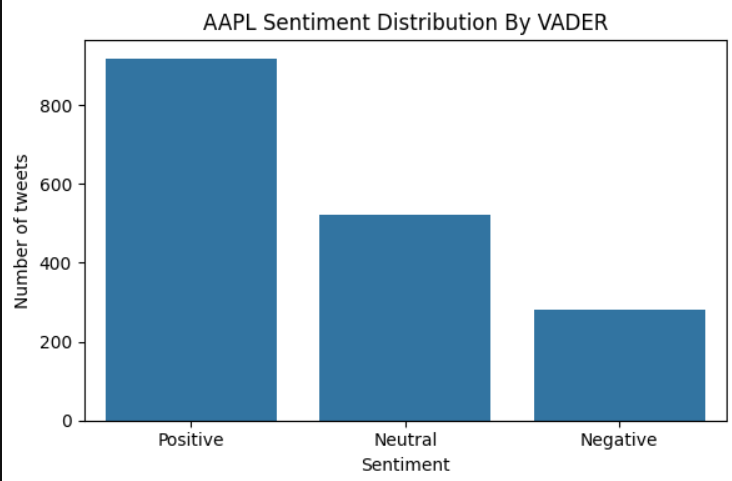 AAPL Sentiment Distribution By VADER
Number of tweets
800
600
400
200
0
Positive Neutral Negative
Sentiment